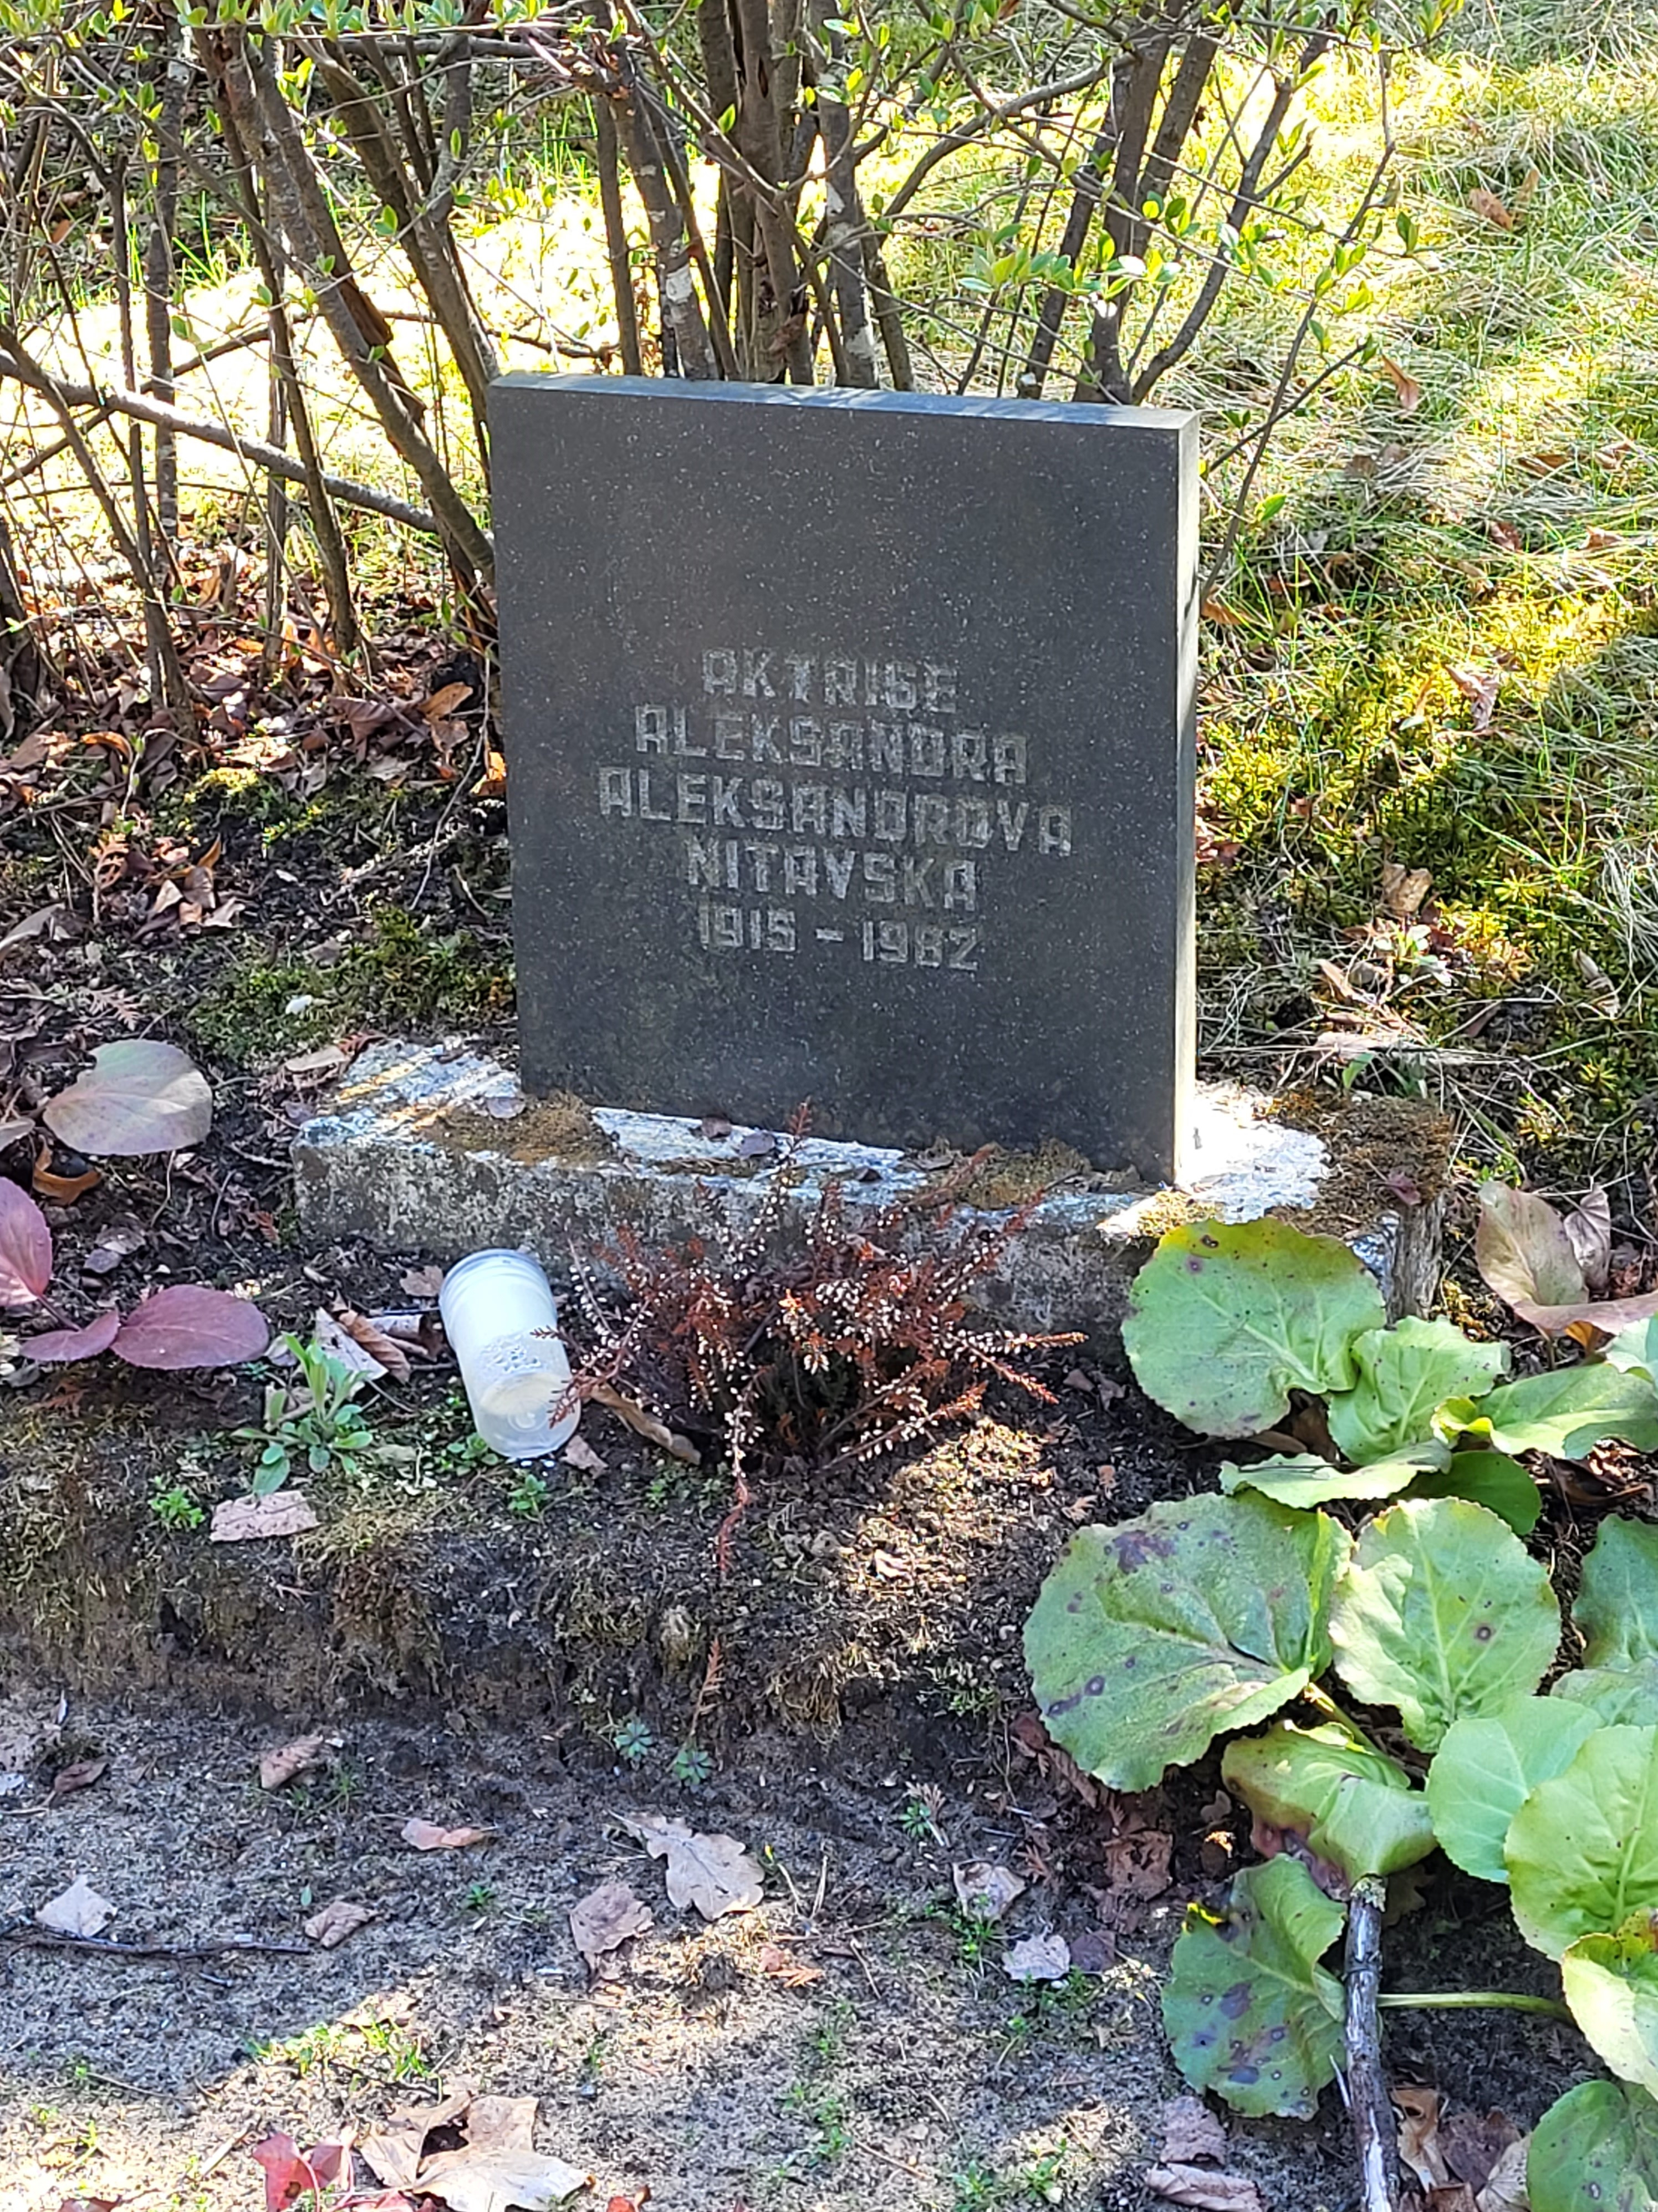 AKTRISE
ALEKSANDRA
ALEKSANDROVA
NITAVSKA
1915 - 1982